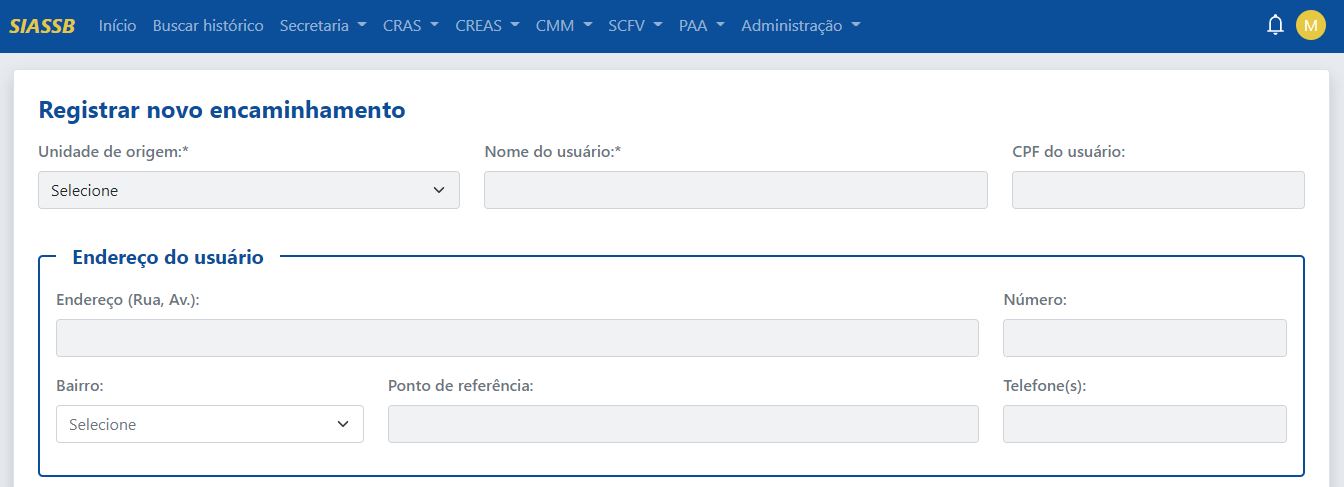 SIASSB Início Buscar histórico Secretaria CRAS CREAS CMM SCFV PAA Administração M
Registrar novo encaminhamento
Unidade de origem:* Nome do usuário:* CPF do usuário:
Selecione
Endereço do usuário
Endereço (Rua, Av.): Número:
Bairro: Ponto de referência: Telefone(s):
Selecione